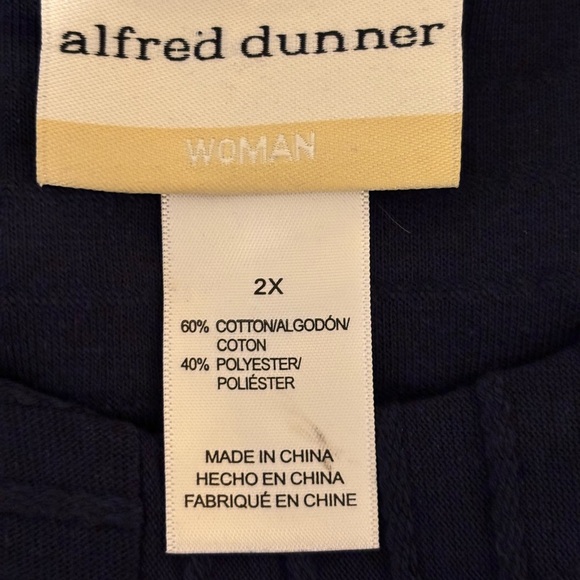 alfred dunner
WOMAN
2X
60% COTTON/ALGODÓN/
COTON
40% POLYESTER/
POLIÉSTER
MADE IN CHINA
HECHO EN CHINA
FABRIQUÉ EN CHINE